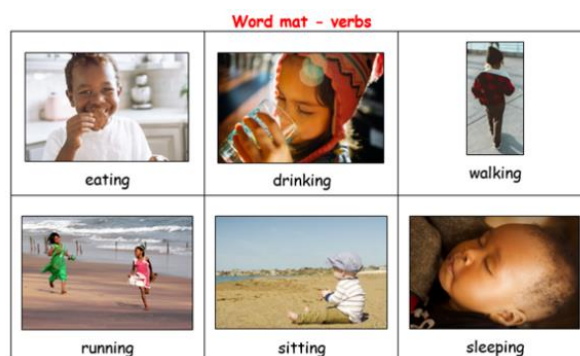 Word mat - verbs
eating
drinking
walking
running
sitting
sleeping